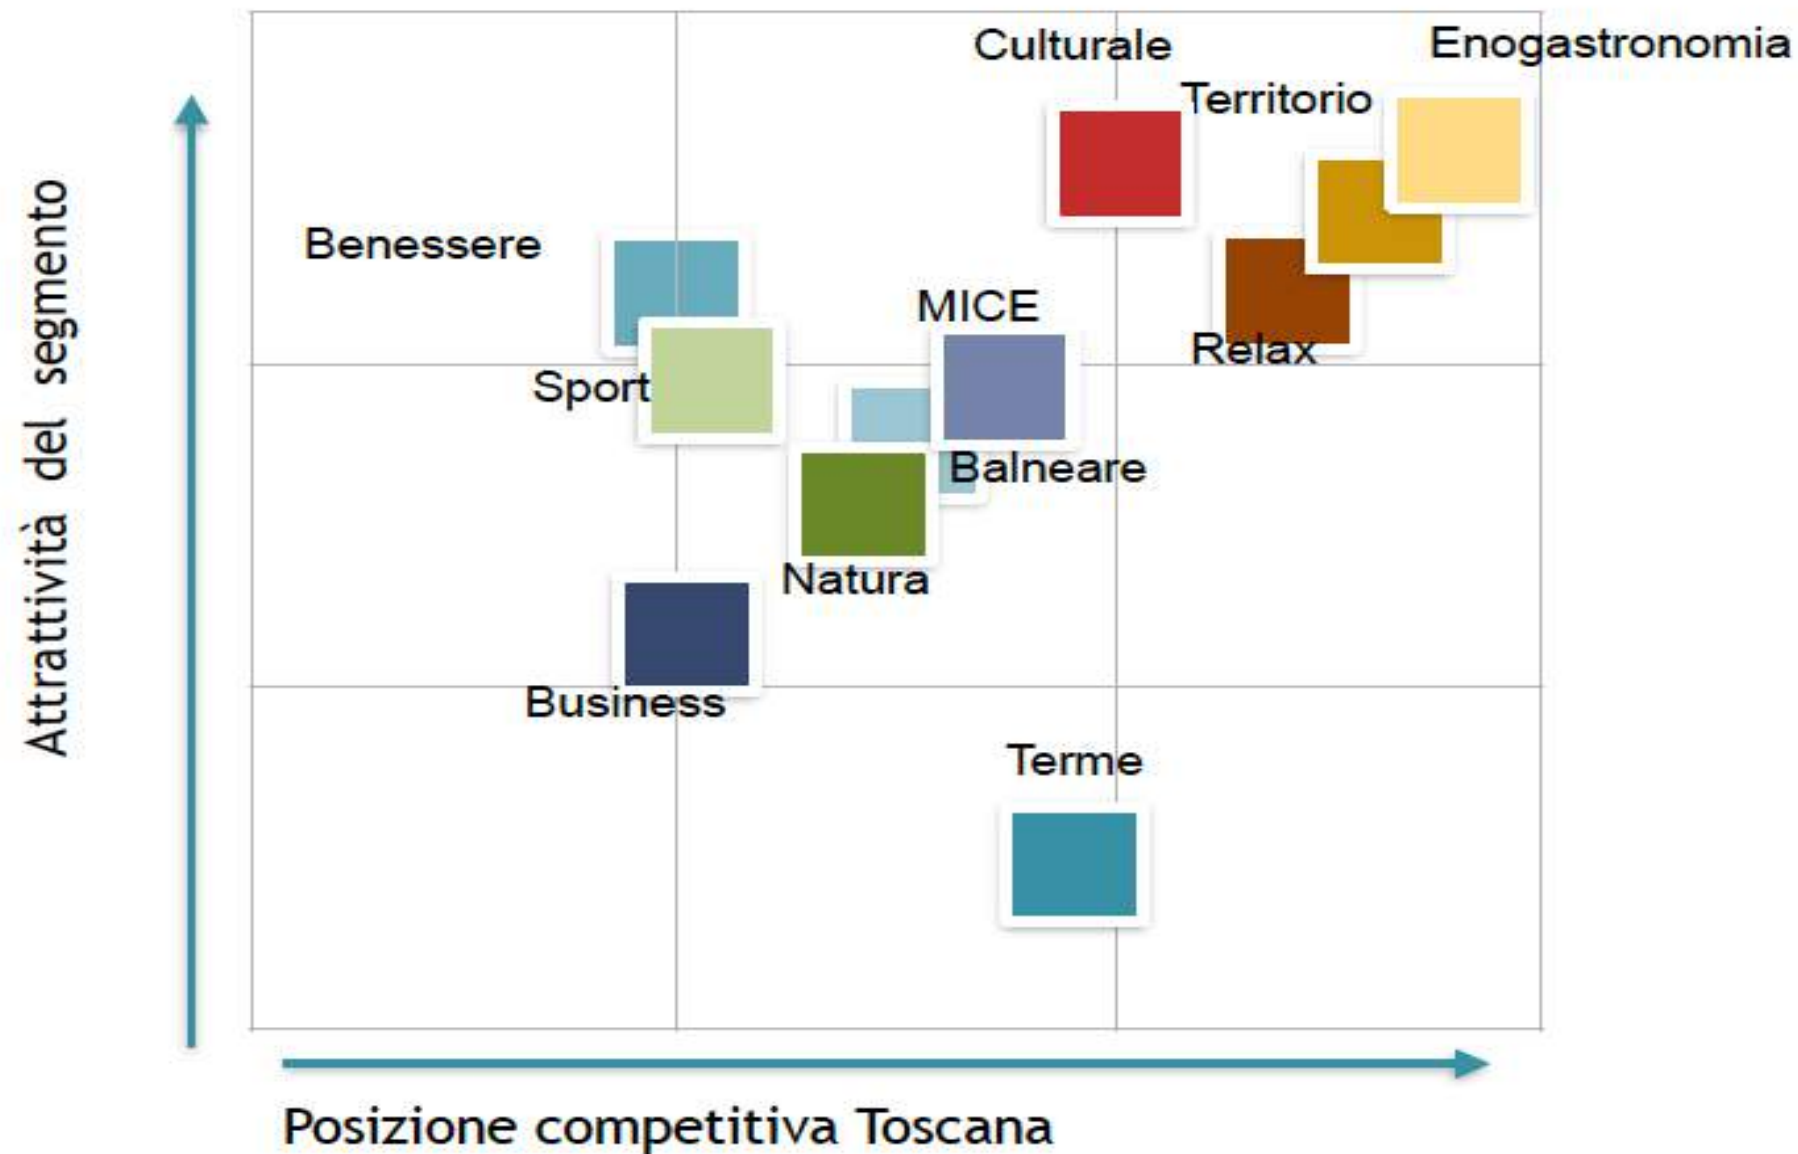 Culturale
Enogastronomia
Territorio
Benessere
MICE
Relax
Sport
Balneare
Natura
Business
Terme
Attrattività del segmento
Posizione competitiva Toscana